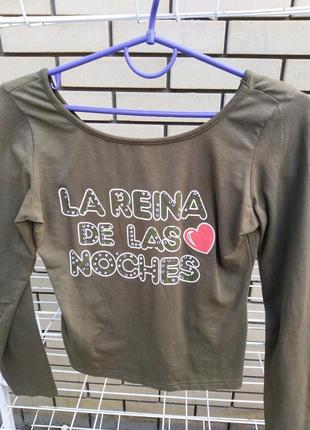 LA REINA
DE LAS
NOCHES